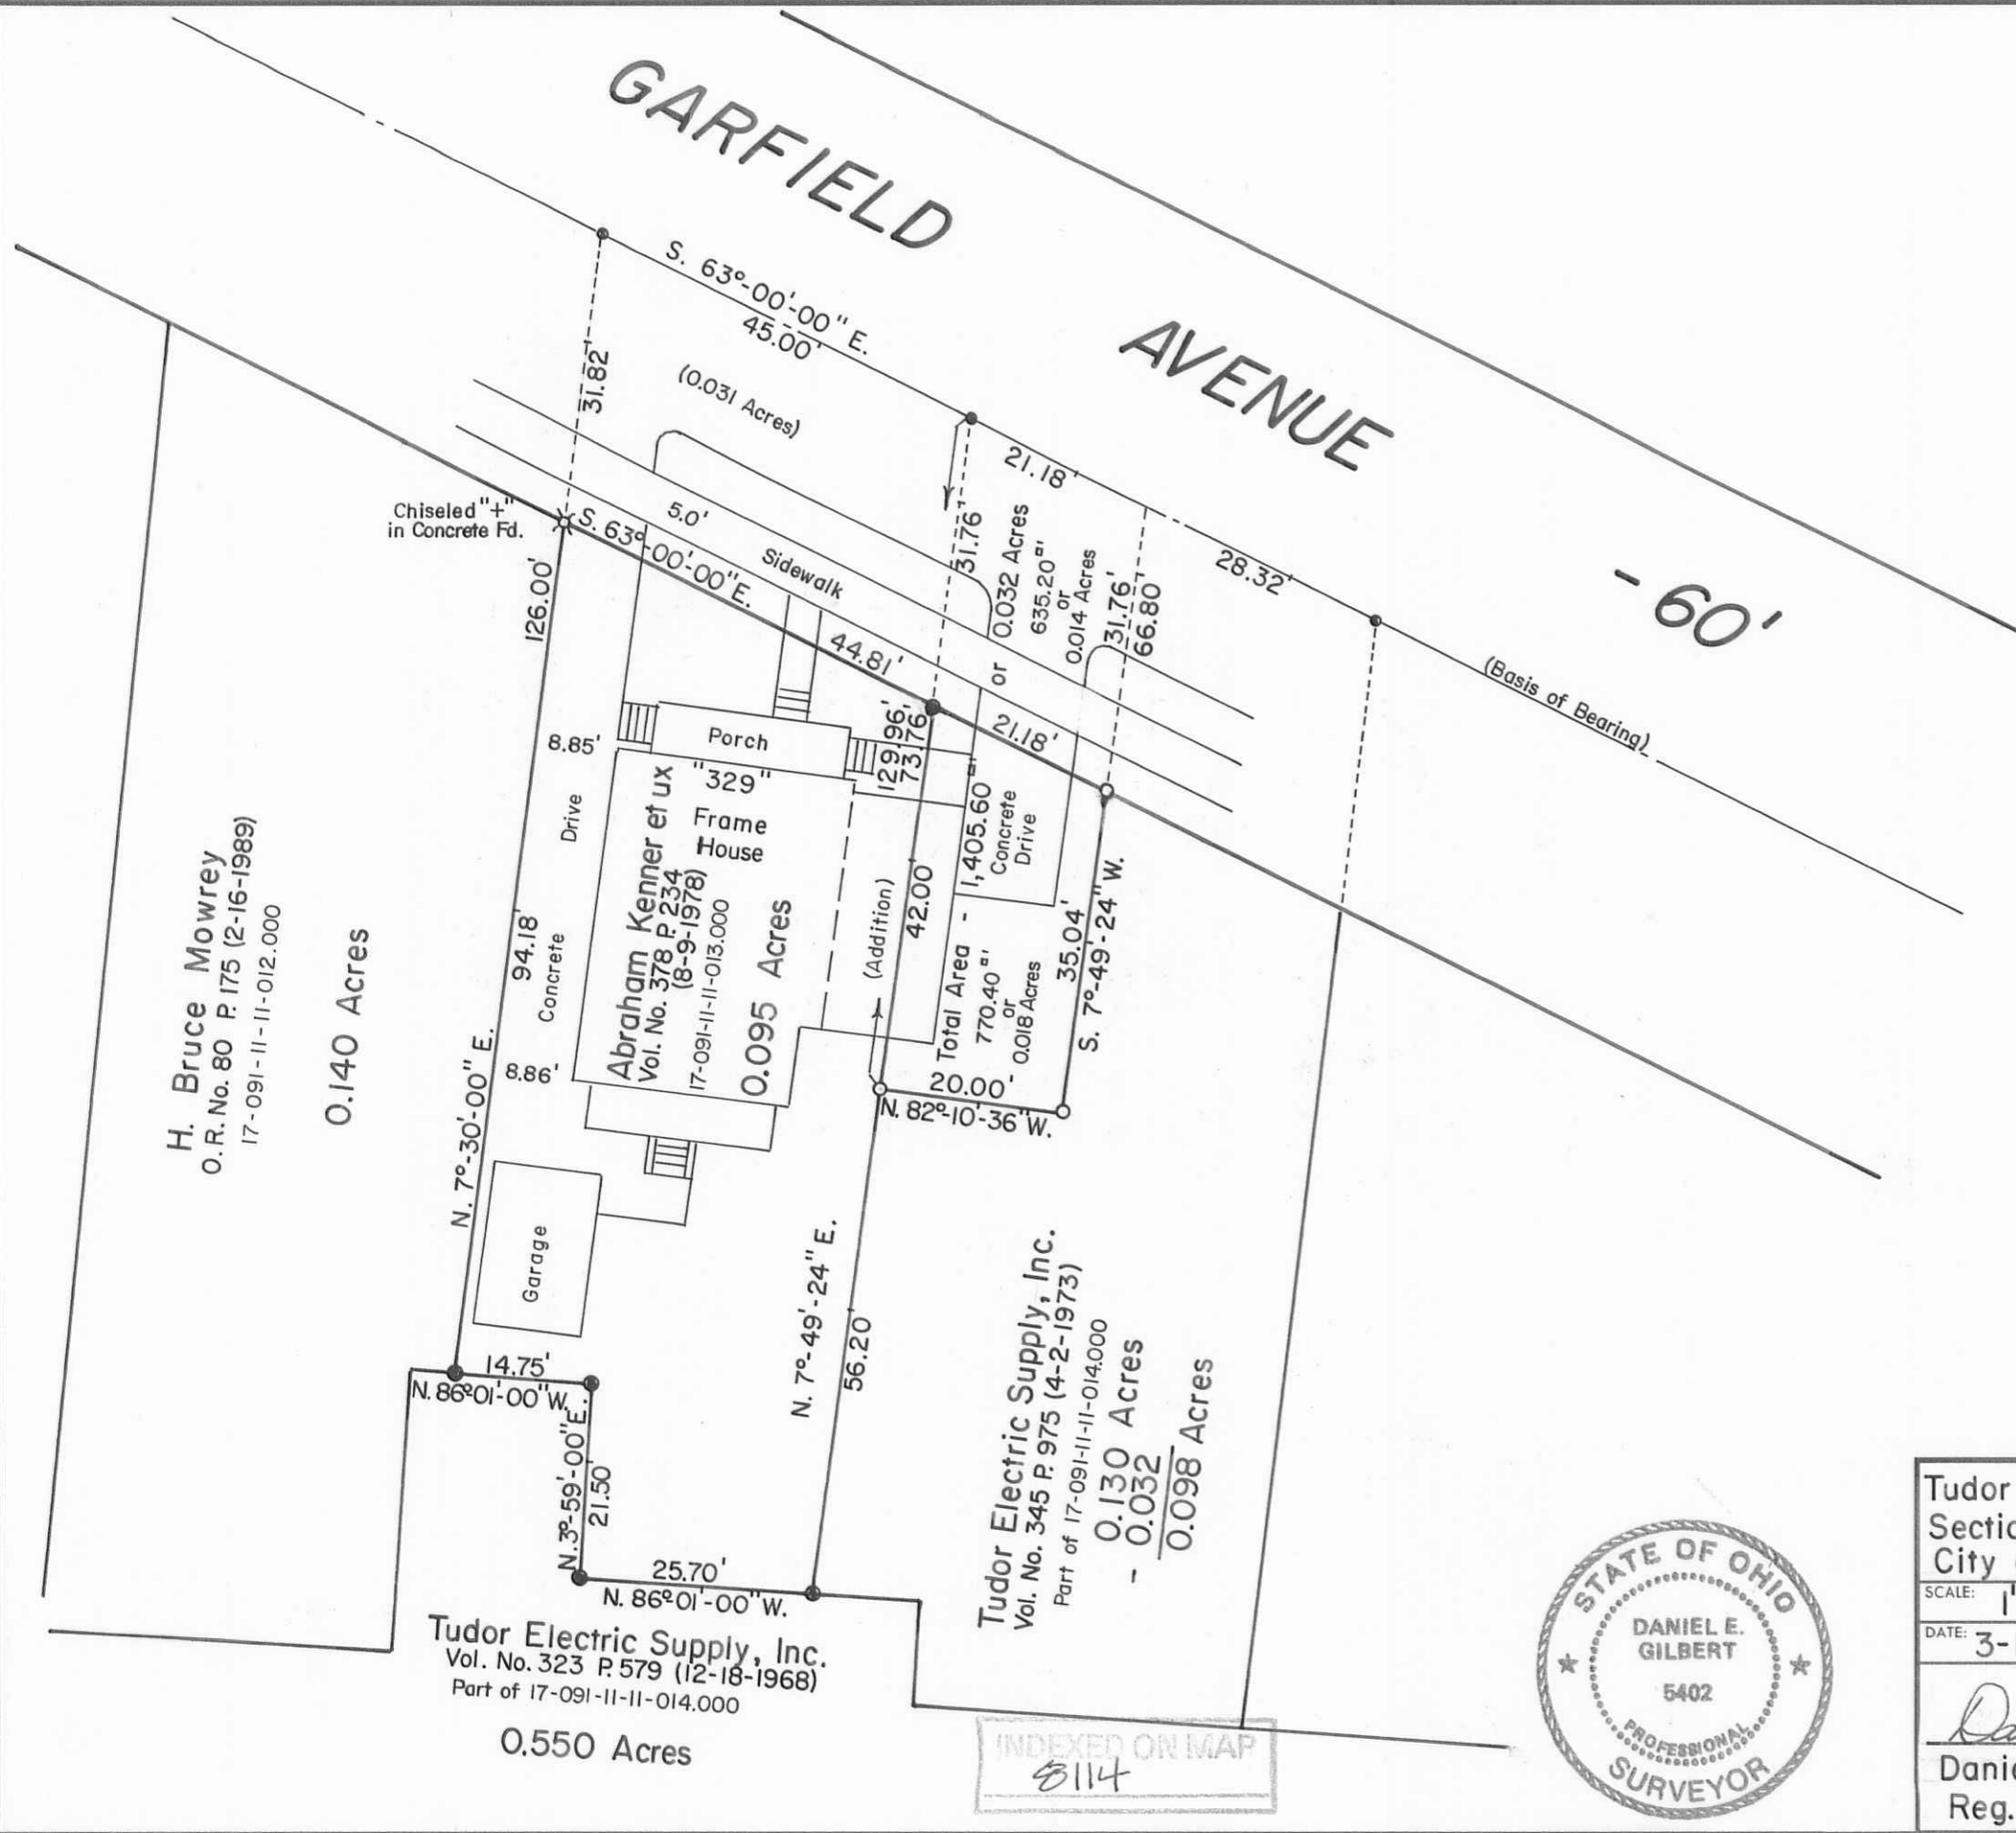 GARFIELD
AVENUE
- 60'
S. 63°-00'-00" E.
45.00'
(0.031 Acres)
31.82'
21.18'
28.32'
(Basis of Bearing)
Chiseled "+"
in Concrete Fd.
S. 63°-00'-00" E.
5.0'
Sidewalk
44.81'
31.76'
0.032 Acres
or
635.20 □'
or
0.014 Acres
31.76'
66.80'
21.18'
126.00'
8.85'
Drive
94.18'
Concrete
8.86'
N. 7°-30'-00" E.
Porch
"329"
Frame
House
Abraham Kenner et ux
Vol. No. 378 P. 234
(8-9-1978)
17-091-11-11-013.000
0.095 Acres
129.96'
73.76'
42.00'
(Addition)
Total Area - 1,405.60 □'
Concrete
Drive
770.40 □'
or
0.018 Acres
35.04'
S. 7°-49'-24" W.
20.00'
N. 82°-10'-36" W.
H. Bruce Mowrey
O. R. No. 80 P. 175 (2-16-1989)
17-091-11-11-012.000
0.140 Acres
Garage
14.75'
N. 86°01'-00" W.
N. 3°-59'-00" E.
21.50'
25.70'
N. 86°01'-00" W.
N. 7°-49'-24" E.
56.20'
Tudor Electric Supply, Inc.
Vol. No. 345 P. 975 (4-2-1973)
Part of 17-091-11-11-014.000
0.130 Acres
- 0.032
0.098 Acres
Tudor Electric Supply, Inc.
Vol. No. 323 P. 579 (12-18-1968)
Part of 17-091-11-11-014.000
0.550 Acres
INDEXED ON MAP
8114
STATE OF OHIO
DANIEL E.
GILBERT
5402
PROFESSIONAL
SURVEYOR
Tudor
Sectio
City
SCALE: 1"
DATE: 3-
Da
Danie
Reg.